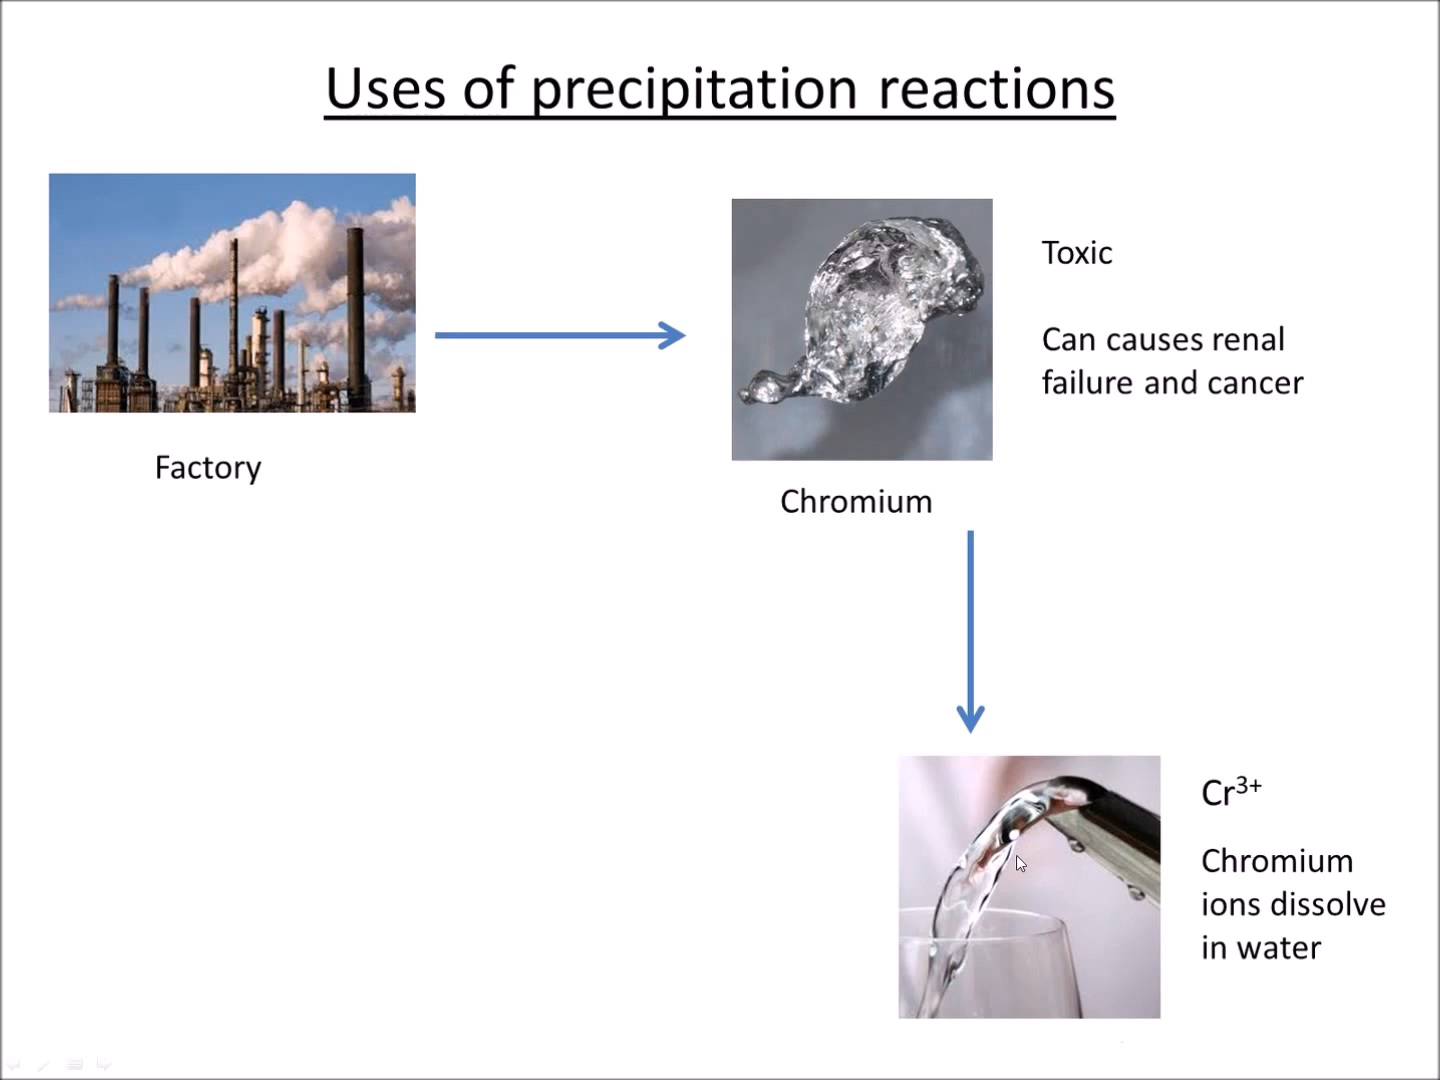 Uses of precipitation reactions
Factory
Chromium
Toxic
Can causes renal
failure and cancer
Cr³⁺
Chromium
ions dissolve
in water